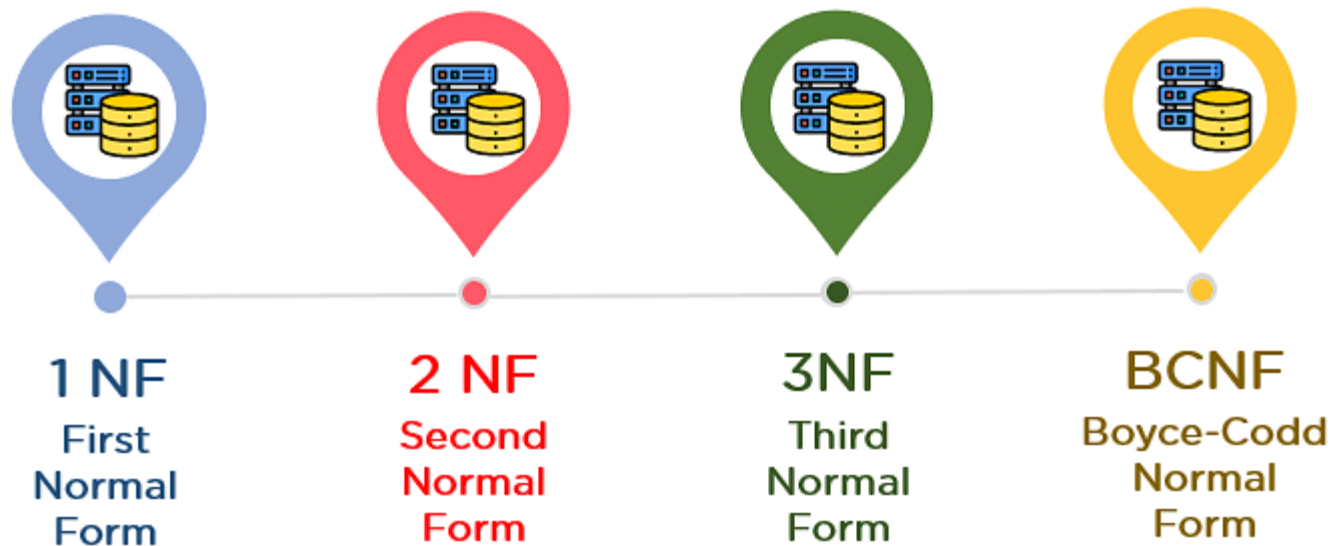 1 NF
First
Normal
Form
2 NF
Second
Normal
Form
3NF
Third
Normal
Form
BCNF
Boyce-Codd
Normal
Form